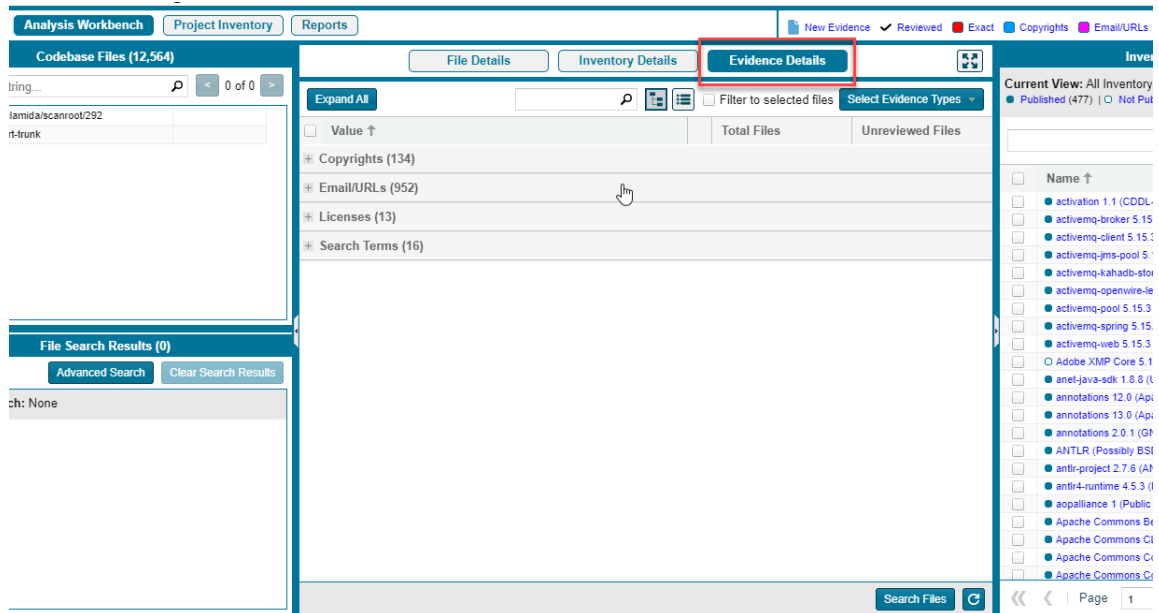 Analysis Workbench Project Inventory Reports
New Evidence Reviewed Exact Copyrights Email/URLs
Codebase Files (12,564)
tring... < 0 of 0 >
lamida/scanroot/292
rt-trunk
File Search Results (0)
Advanced Search Clear Search Results
ch: None
File Details Inventory Details Evidence Details
Expand All Filter to selected files Select Evidence Types
Value Total Files Unreviewed Files
Copyrights (134)
Email/URLs (952)
Licenses (13)
Search Terms (16)
Search Files
Inver
Current View: All Inventory
Published (477) | Not Pub
Name
activation 1.1 (CDDL-
activemq-broker 5.15
activemq-client 5.15.3
activemq-jms-pool 5.1
activemq-kahadb-stor
activemq-openwire-le
activemq-pool 5.15.3
activemq-spring 5.15.
activemq-web 5.15.3
Adobe XMP Core 5.1
anet-java-sdk 1.8.8 (U
annotations 12.0 (Apa
annotations 13.0 (Apa
annotations 2.0.1 (GN
ANTLR (Possibly BSD
antlr-project 2.7.6 (AN
antlr4-runtime 4.5.3 (
aopalliance 1 (Public
Apache Commons Be
Apache Commons CL
Apache Commons Co
Apache Commons Co
Page 1